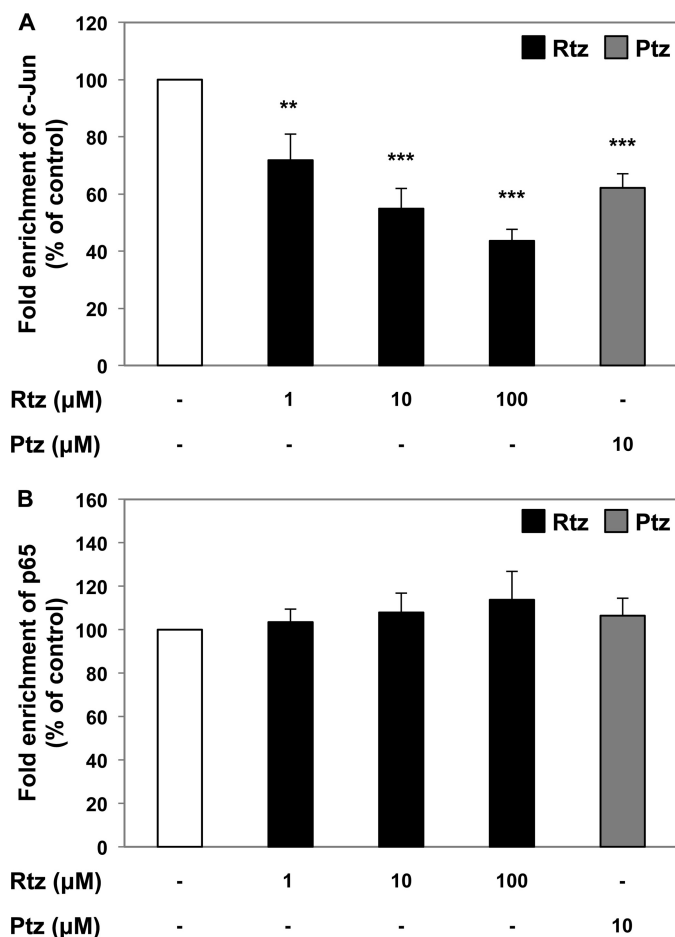 A
120
100
80
60
40
20
0
Fold enrichment of c-Jun
(% of control)
Rtz Ptz
**
***
***
***
Rtz (μM) - 1 10 100 -
Ptz (μM) - - - - 10
B
160
140
120
100
80
60
40
20
0
Fold enrichment of p65
(% of control)
Rtz Ptz
Rtz (μM) - 1 10 100 -
Ptz (μM) - - - - 10